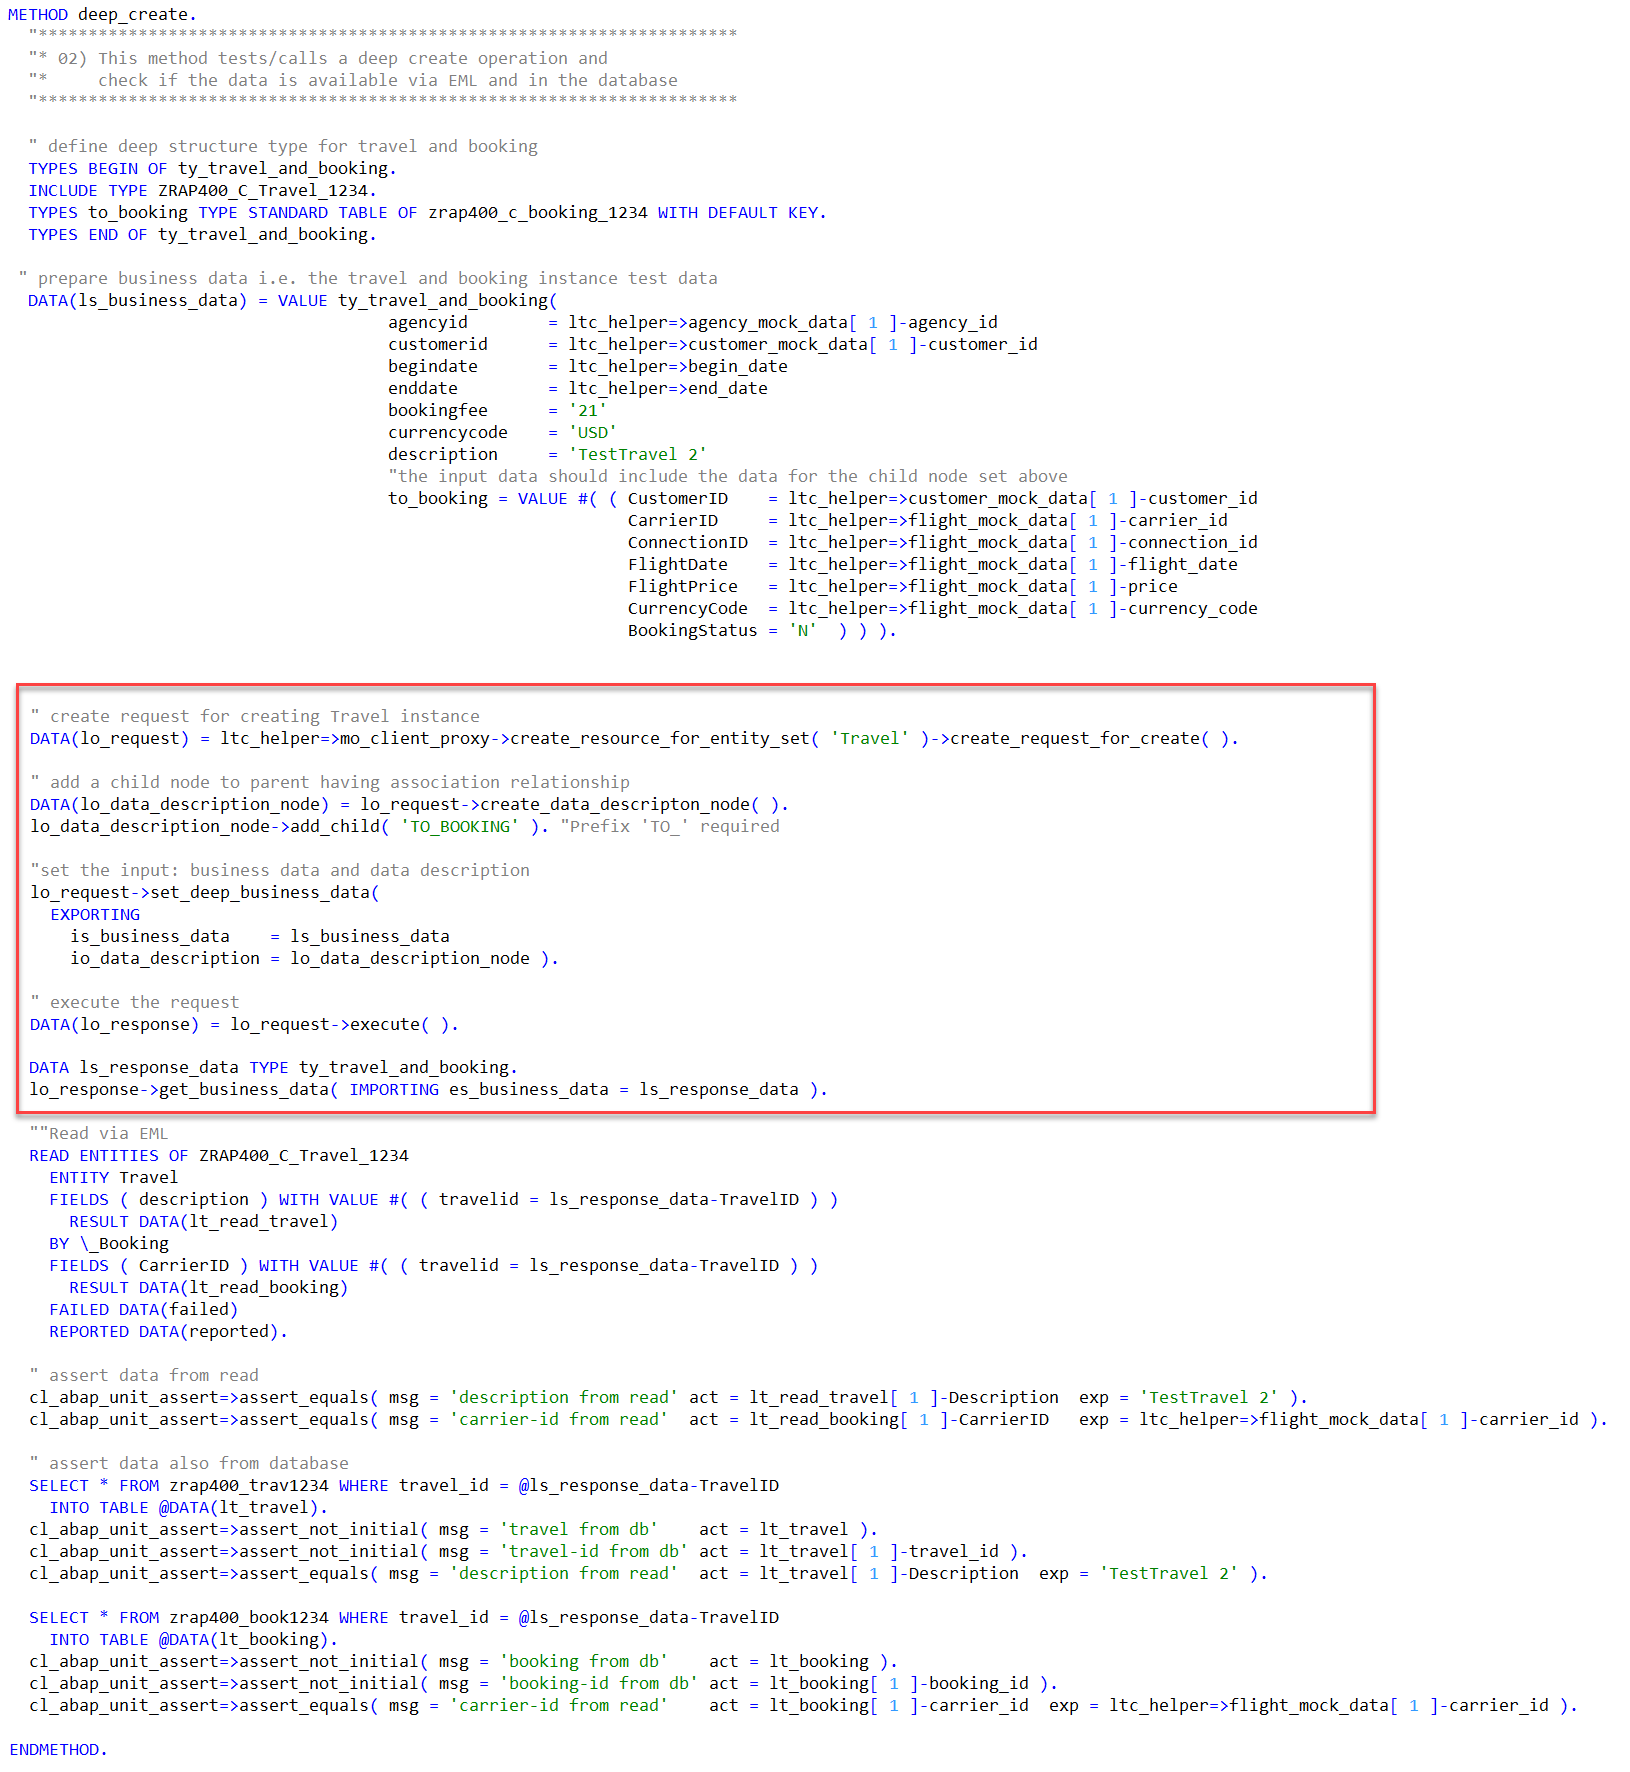 METHOD deep_create.
"**********************************************************************
"* 02) This method tests/calls a deep create operation and
"*     check if the data is available via EML and in the database
"**********************************************************************
" define deep structure type for travel and booking
TYPES BEGIN OF ty_travel_and_booking.
INCLUDE TYPE ZRAP400_C_Travel_1234.
TYPES to_booking TYPE STANDARD TABLE OF zrap400_c_booking_1234 WITH DEFAULT KEY.
TYPES END OF ty_travel_and_booking.
" prepare business data i.e. the travel and booking instance test data
DATA(ls_business_data) = VALUE ty_travel_and_booking(
agencyid        = ltc_helper=>agency_mock_data[ 1 ]-agency_id
customerid      = ltc_helper=>customer_mock_data[ 1 ]-customer_id
begindate       = ltc_helper=>begin_date
enddate         = ltc_helper=>end_date
bookingfee      = '21'
currencycode    = 'USD'
description     = 'TestTravel 2'
"the input data should include the data for the child node set above
to_booking = VALUE #( ( CustomerID    = ltc_helper=>customer_mock_data[ 1 ]-customer_id
CarrierID     = ltc_helper=>flight_mock_data[ 1 ]-carrier_id
ConnectionID  = ltc_helper=>flight_mock_data[ 1 ]-connection_id
FlightDate    = ltc_helper=>flight_mock_data[ 1 ]-flight_date
FlightPrice   = ltc_helper=>flight_mock_data[ 1 ]-price
CurrencyCode  = ltc_helper=>flight_mock_data[ 1 ]-currency_code
BookingStatus = 'N'  ) ) ).
" create request for creating Travel instance
DATA(lo_request) = ltc_helper=>mo_client_proxy->create_resource_for_entity_set( 'Travel' )->create_request_for_create( ).
" add a child node to parent having association relationship
DATA(lo_data_description_node) = lo_request->create_data_descripton_node( ).
lo_data_description_node->add_child( 'TO_BOOKING' ). "Prefix 'TO_' required
"set the input: business data and data description
lo_request->set_deep_business_data(
EXPORTING
is_business_data    = ls_business_data
io_data_description = lo_data_description_node ).
" execute the request
DATA(lo_response) = lo_request->execute( ).
DATA ls_response_data TYPE ty_travel_and_booking.
lo_response->get_business_data( IMPORTING es_business_data = ls_response_data ).
""Read via EML
READ ENTITIES OF ZRAP400_C_Travel_1234
ENTITY Travel
FIELDS ( description ) WITH VALUE #( ( travelid = ls_response_data-TravelID ) )
RESULT DATA(lt_read_travel)
BY \_Booking
FIELDS ( CarrierID ) WITH VALUE #( ( travelid = ls_response_data-TravelID ) )
RESULT DATA(lt_read_booking)
FAILED DATA(failed)
REPORTED DATA(reported).
" assert data from read
cl_abap_unit_assert=>assert_equals( msg = 'description from read' act = lt_read_travel[ 1 ]-Description  exp = 'TestTravel 2' ).
cl_abap_unit_assert=>assert_equals( msg = 'carrier-id from read'  act = lt_read_booking[ 1 ]-CarrierID   exp = ltc_helper=>flight_mock_data[ 1 ]-carrier_id ).
" assert data also from database
SELECT * FROM zrap400_trav1234 WHERE travel_id = @ls_response_data-TravelID
INTO TABLE @DATA(lt_travel).
cl_abap_unit_assert=>assert_not_initial( msg = 'travel from db'    act = lt_travel ).
cl_abap_unit_assert=>assert_not_initial( msg = 'travel-id from db' act = lt_travel[ 1 ]-travel_id ).
cl_abap_unit_assert=>assert_equals( msg = 'description from read'  act = lt_travel[ 1 ]-Description  exp = 'TestTravel 2' ).
SELECT * FROM zrap400_book1234 WHERE travel_id = @ls_response_data-TravelID
INTO TABLE @DATA(lt_booking).
cl_abap_unit_assert=>assert_not_initial( msg = 'booking from db'    act = lt_booking ).
cl_abap_unit_assert=>assert_not_initial( msg = 'booking-id from db' act = lt_booking[ 1 ]-booking_id ).
cl_abap_unit_assert=>assert_equals( msg = 'carrier-id from read'    act = lt_booking[ 1 ]-carrier_id  exp = ltc_helper=>flight_mock_data[ 1 ]-carrier_id ).
ENDMETHOD.